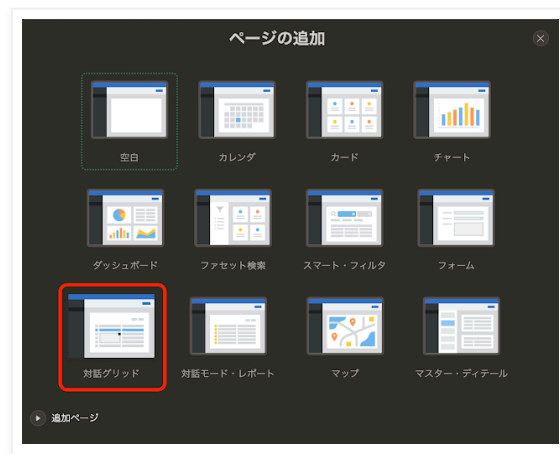 ページの追加
空白
カレンダ
カード
チャート
ダッシュボード
ファセット検索
スマート・フィルタ
フォーム
対話グリッド
対話モード・レポート
マップ
マスター・ディテール
追加ページ